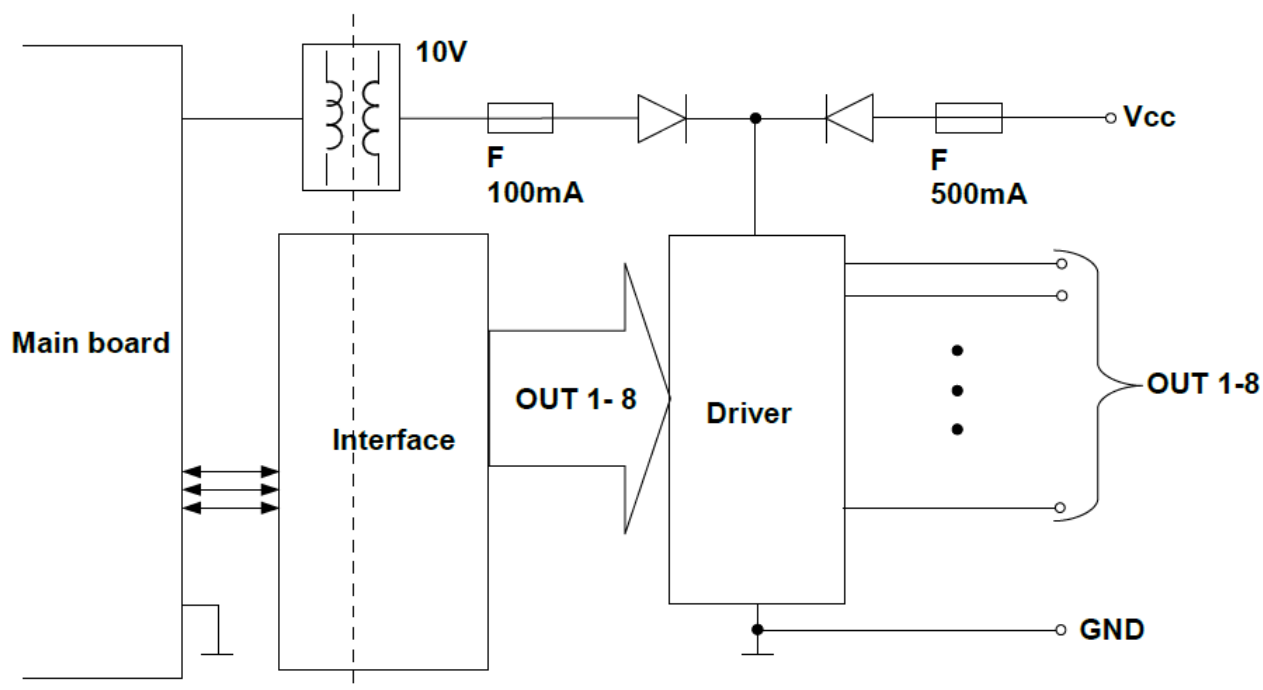 10V
Vcc
F
100mA
F
500mA
Main board
Interface
OUT 1- 8
Driver
OUT 1-8
GND